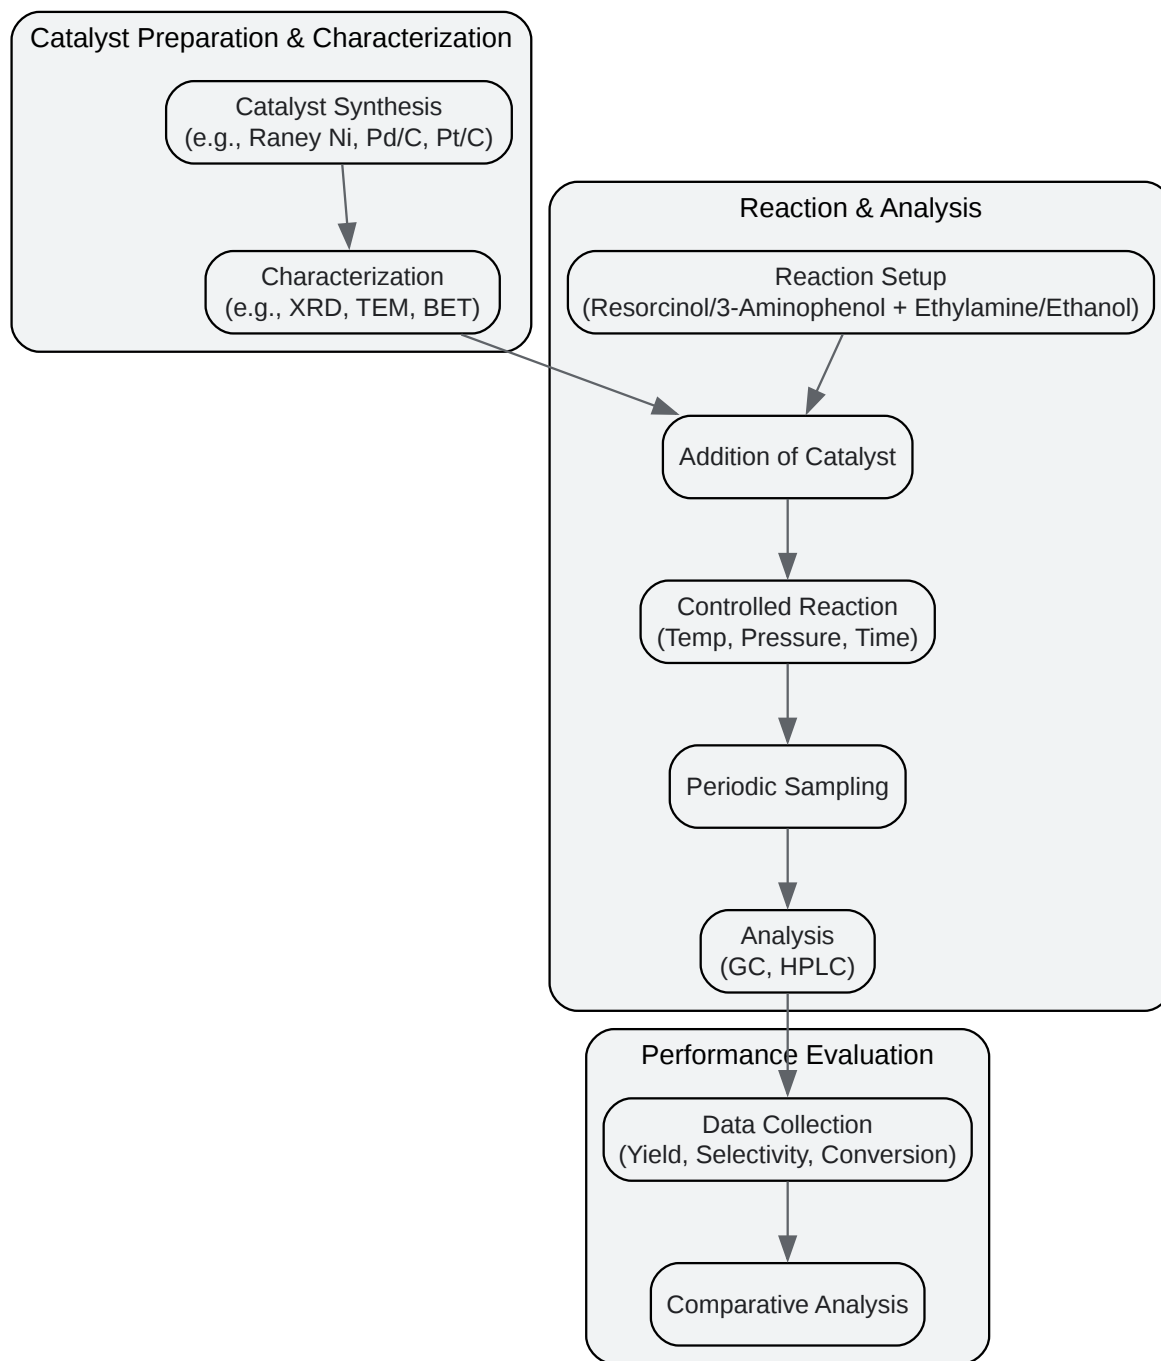 Catalyst Preparation & Characterization
Catalyst Synthesis
(e.g., Raney Ni, Pd/C, Pt/C)
Characterization
(e.g., XRD, TEM, BET)
Reaction & Analysis
Reaction Setup
(Resorcinol/3-Aminophenol + Ethylamine/Ethanol)
Addition of Catalyst
Controlled Reaction
(Temp, Pressure, Time)
Periodic Sampling
Analysis
(GC, HPLC)
Performance Evaluation
Data Collection
(Yield, Selectivity, Conversion)
Comparative Analysis